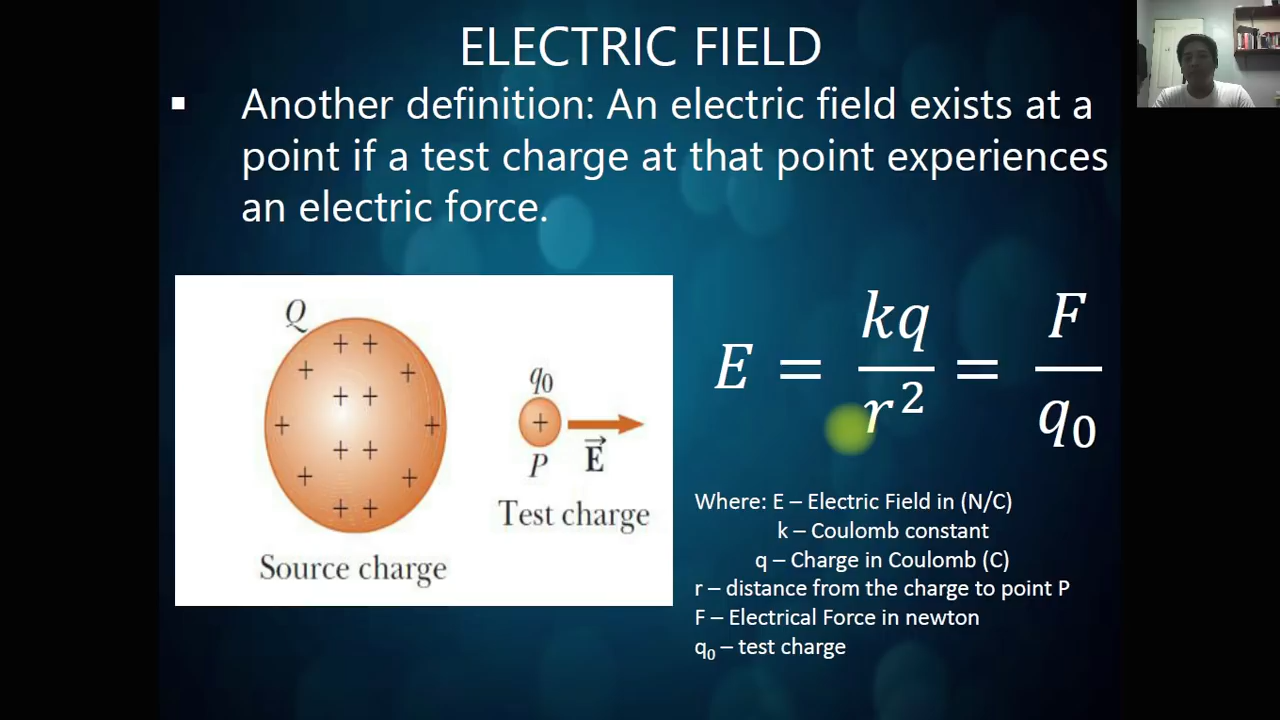 ELECTRIC FIELD
▪ Another definition: An electric field exists at a
point if a test charge at that point experiences
an electric force.
Q
+ +
+ +
+ +
+ +
+ +
+ +
+ +
q₀
+
P E⃗
Test charge
Source charge
E = kq/r² = F/q₀
Where: E – Electric Field in (N/C)
k – Coulomb constant
q – Charge in Coulomb (C)
r – distance from the charge to point P
F – Electrical Force in newton
q₀ – test charge